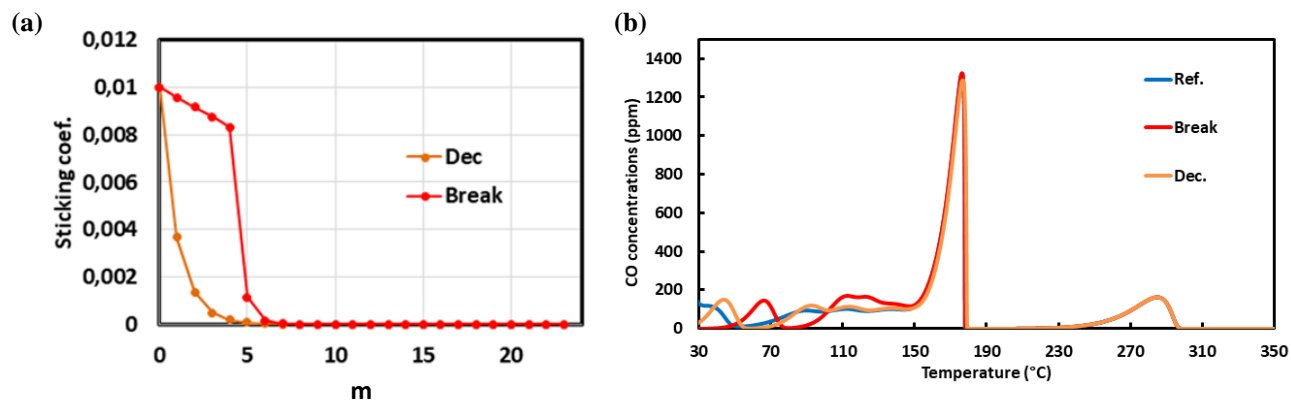 (a)
0,012
0,01
0,008
0,006
0,004
0,002
0
Sticking coef.
Dec
Break
0 5 10 15 20
m
(b)
1400
1200
1000
800
600
400
200
0
CO concentrations (ppm)
Ref.
Break
Dec.
30 70 110 150 190 230 270 310 350
Temperature (°C)